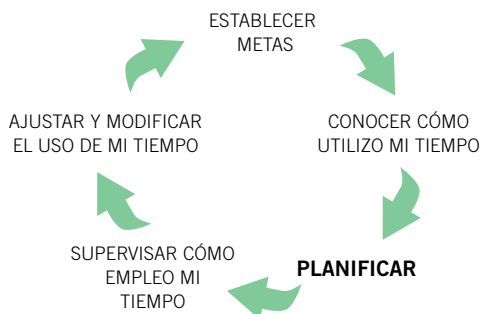 ESTABLECER
METAS
CONOCER CÓMO
UTILIZO MI TIEMPO
PLANIFICAR
SUPERVISAR CÓMO
EMPLEO MI
TIEMPO
AJUSTAR Y MODIFICAR
EL USO DE MI TIEMPO